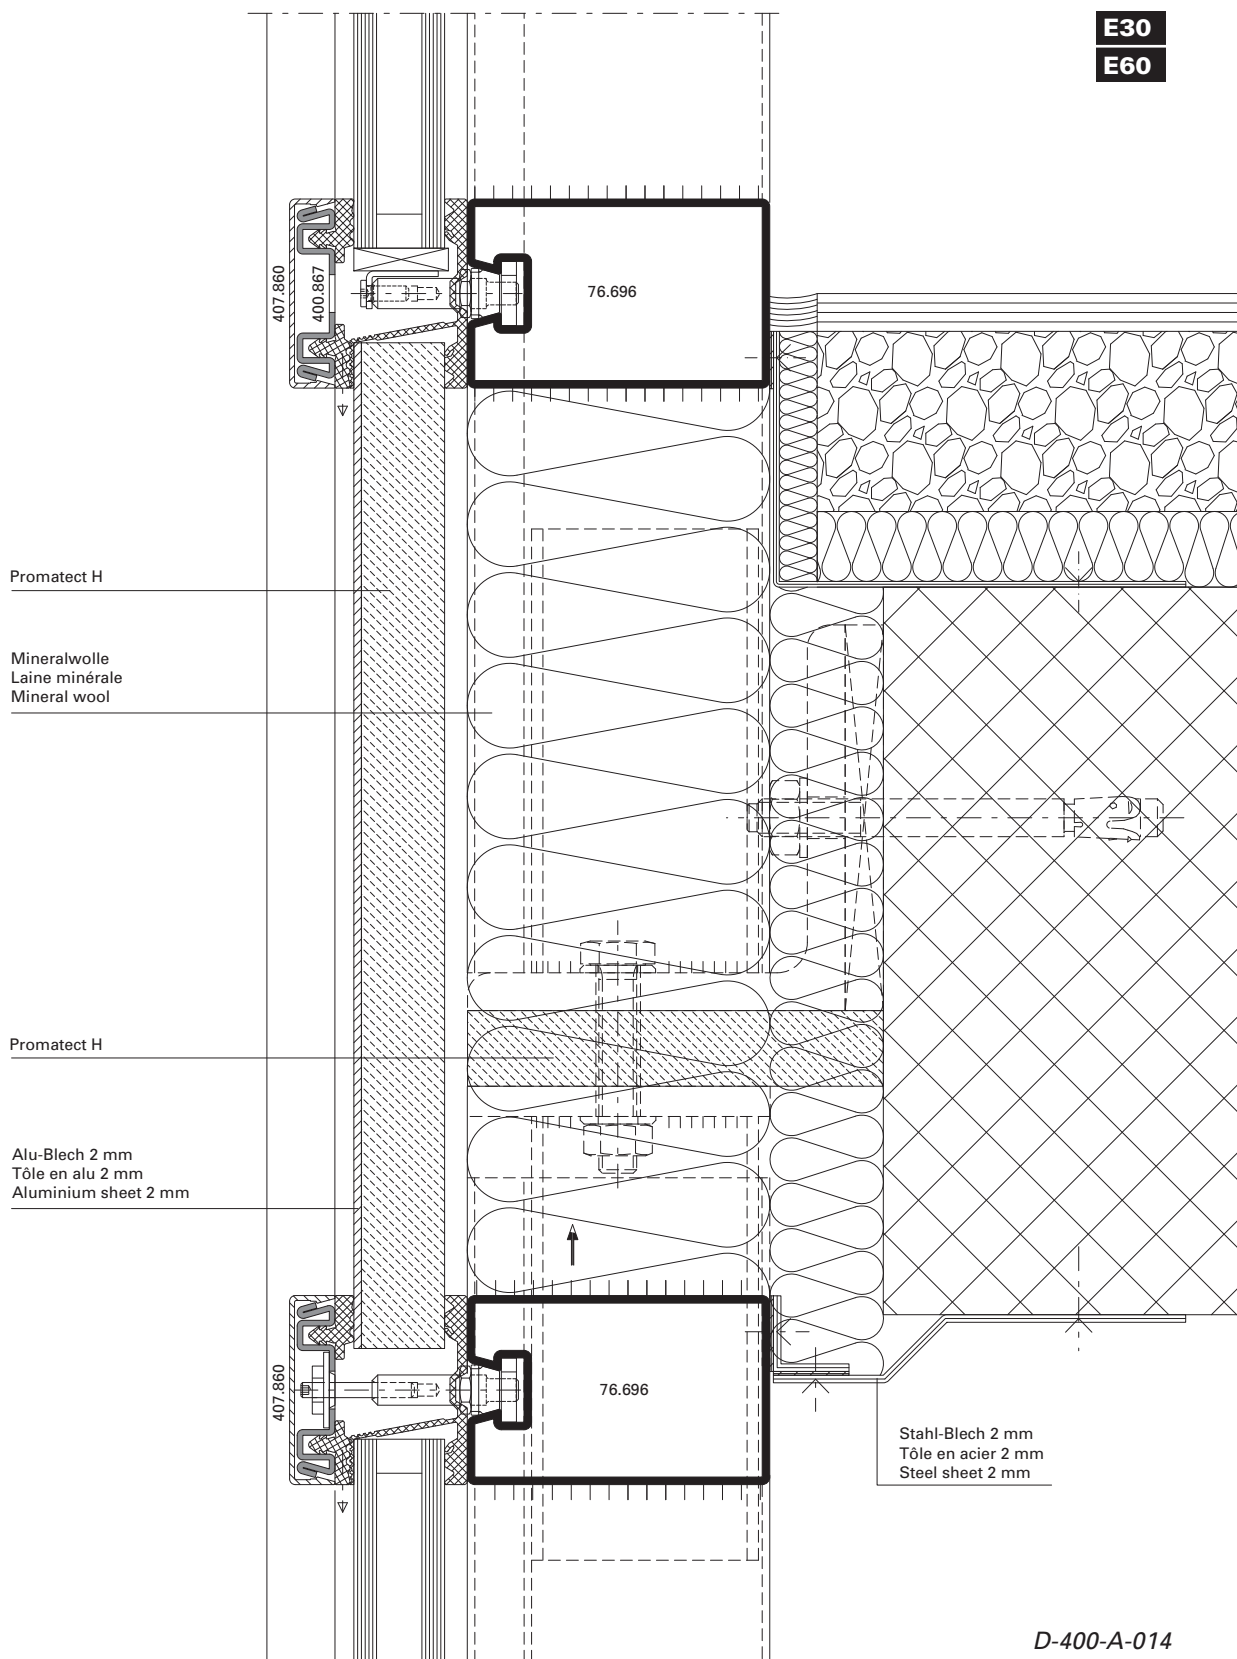 E30
E60
407.860
400.867
76.696
Promatect H
Mineralwolle
Laine minérale
Mineral wool
Promatect H
Alu-Blech 2 mm
Tôle en alu 2 mm
Aluminium sheet 2 mm
407.860
76.696
Stahl-Blech 2 mm
Tôle en acier 2 mm
Steel sheet 2 mm
D-400-A-014